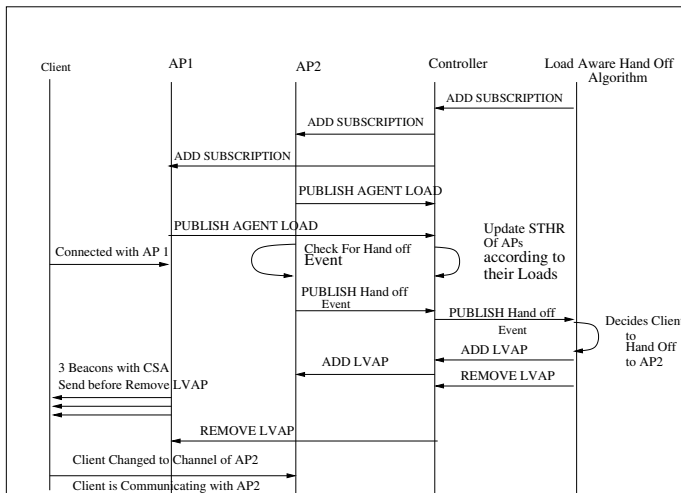 Client
AP1
AP2
Controller
Load Aware Hand Off
Algorithm
ADD SUBSCRIPTION
ADD SUBSCRIPTION
ADD SUBSCRIPTION
PUBLISH AGENT LOAD
PUBLISH AGENT LOAD
Connected with AP 1
Check For Hand off
Event
Update STHR
Of APs
according to
their Loads
PUBLISH Hand off
Event
PUBLISH Hand off
Event
Decides Client
to
Hand Off
to AP2
ADD LVAP
ADD LVAP
REMOVE LVAP
3 Beacons with CSA
Send before Remove LVAP
REMOVE LVAP
Client Changed to Channel of AP2
Client is Communicating with AP2